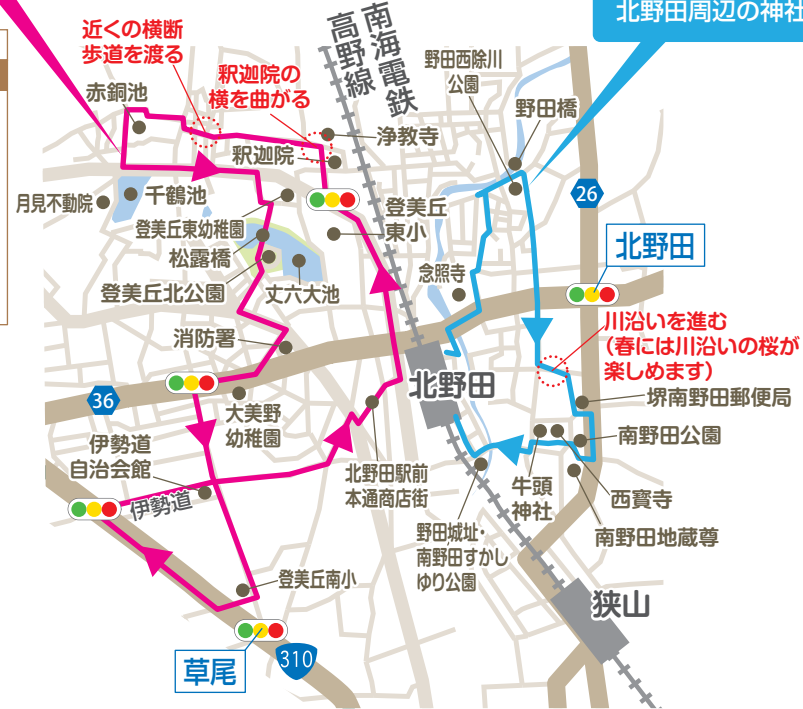 北野田周辺の神社
近くの横断
歩道を渡る
釈迦院の
横を曲がる
南海電鉄
高野線
野田西除川
公園
野田橋
赤銅池
浄教寺
釈迦院
26
月見不動院
千鶴池
登美丘東幼稚園
登美丘
東小
松露橋
北野田
念照寺
登美丘北公園
丈六大池
川沿いを進む
(春には川沿いの桜が
楽しめます)
消防署
北野田
36
大美野
幼稚園
堺南野田郵便局
南野田公園
伊勢道
自治会館
北野田駅前
本通商店街
牛頭
神社
西寳寺
伊勢道
野田城址・
南野田すかし
ゆり公園
南野田地蔵尊
登美丘南小
狭山
草尾
310